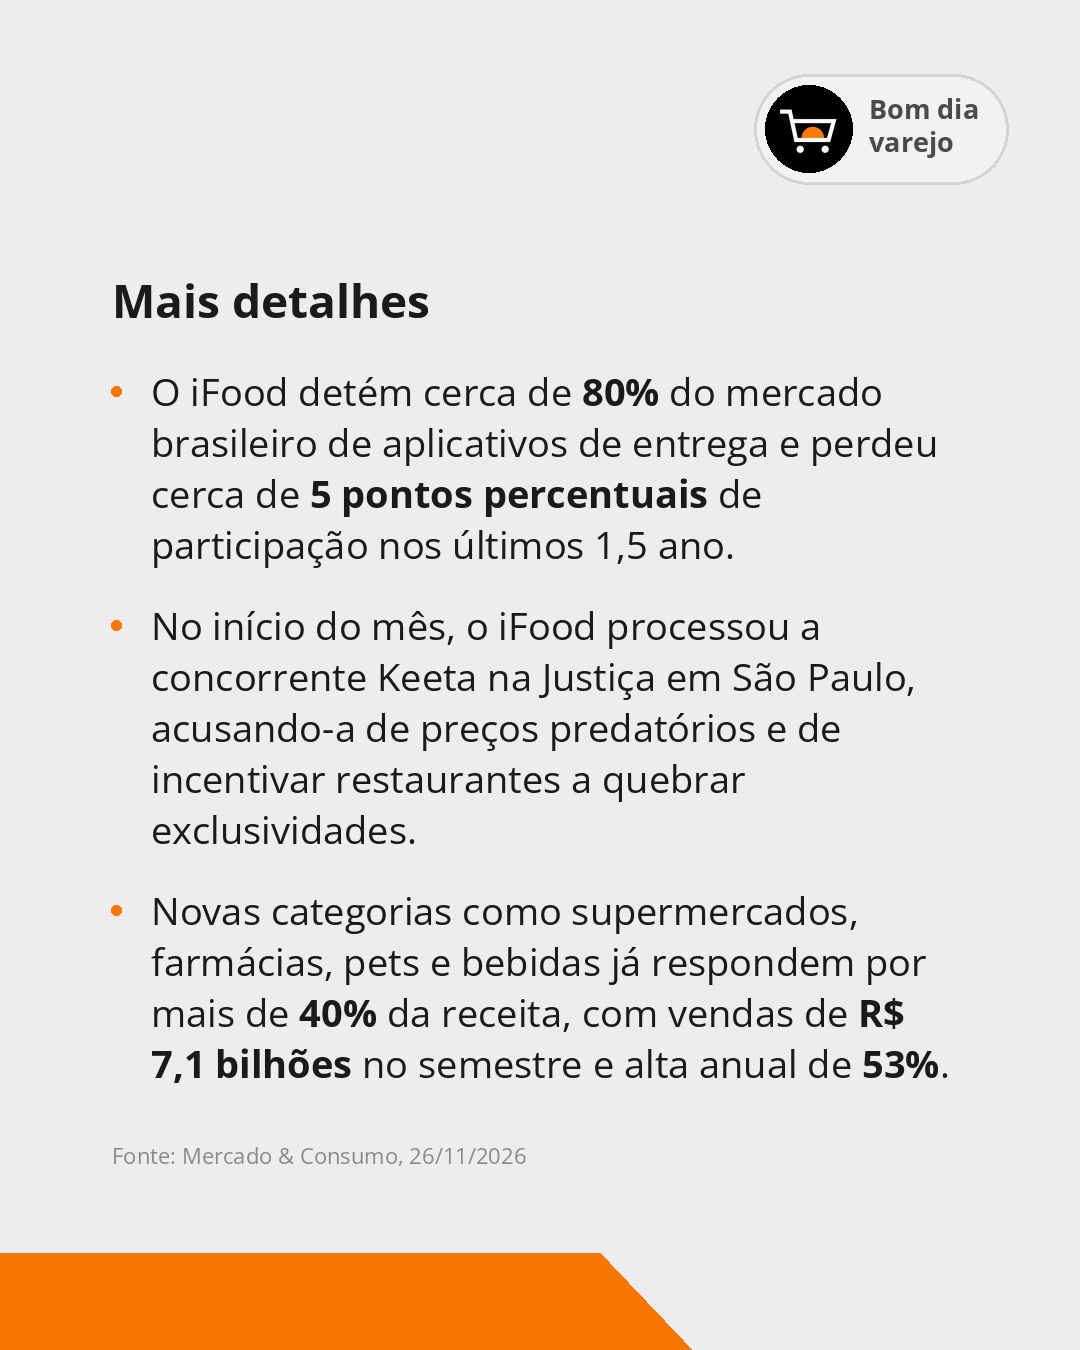 Bom dia
varejo
Mais detalhes
• O iFood detém cerca de 80% do mercado
brasileiro de aplicativos de entrega e perdeu
cerca de 5 pontos percentuais de
participação nos últimos 1,5 ano.
• No início do mês, o iFood processou a
concorrente Keeta na Justiça em São Paulo,
acusando-a de preços predatórios e de
incentivar restaurantes a quebrar
exclusividades.
• Novas categorias como supermercados,
farmácias, pets e bebidas já respondem por
mais de 40% da receita, com vendas de R$
7,1 bilhões no semestre e alta anual de 53%.
Fonte: Mercado & Consumo, 26/11/2026